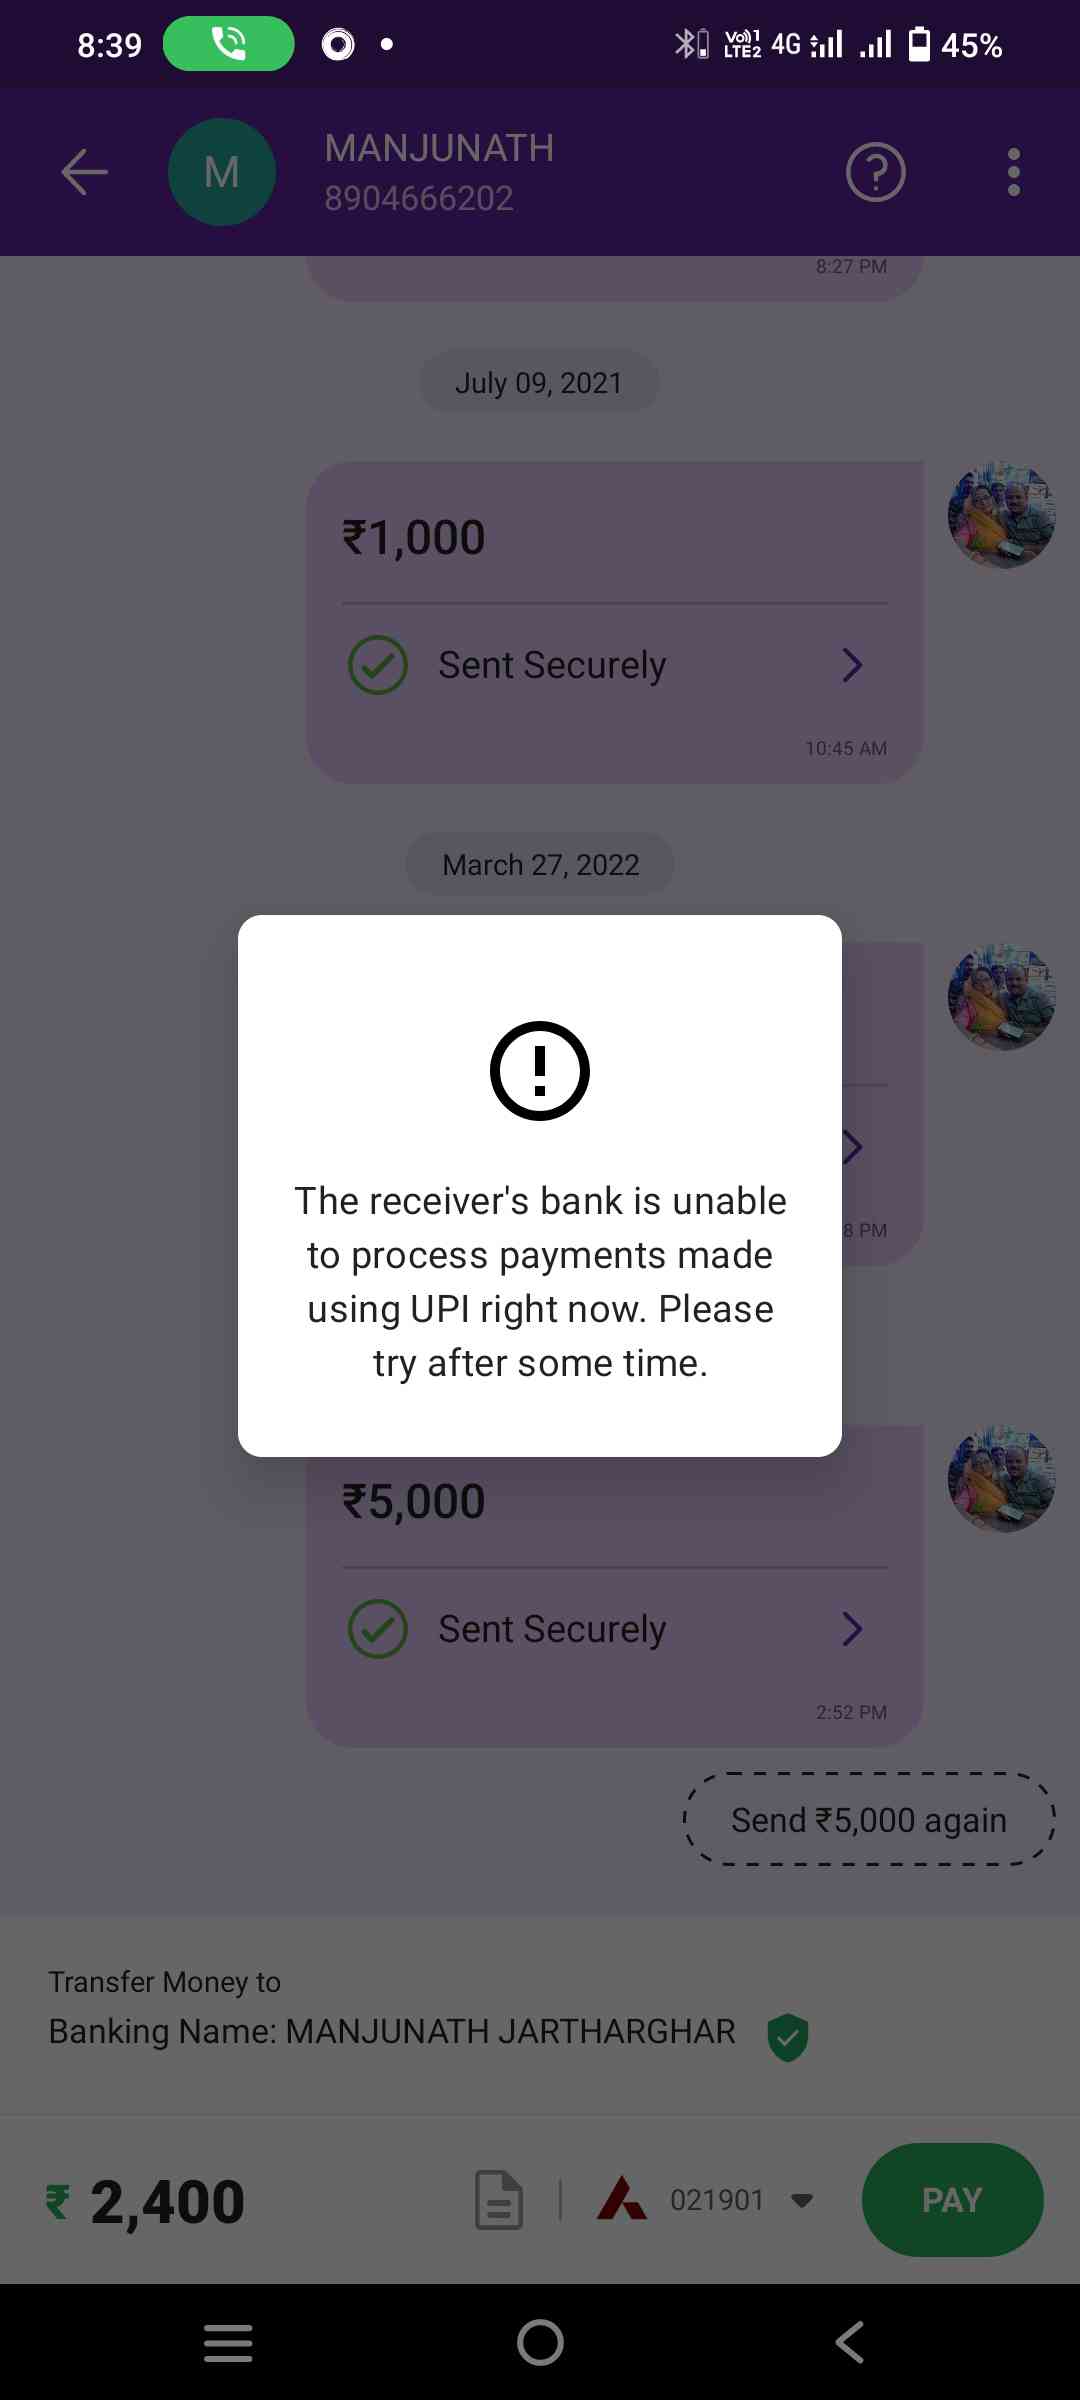 8:39
Vo))1 LTE2 4G 45%
M
MANJUNATH
8904666202
8:27 PM
July 09, 2021
₹1,000
Sent Securely
10:45 AM
March 27, 2022
The receiver's bank is unable
to process payments made
using UPI right now. Please
try after some time.
8 PM
₹5,000
Sent Securely
2:52 PM
Send ₹5,000 again
Transfer Money to
Banking Name: MANJUNATH JARTHARGHAR
₹ 2,400
021901
PAY